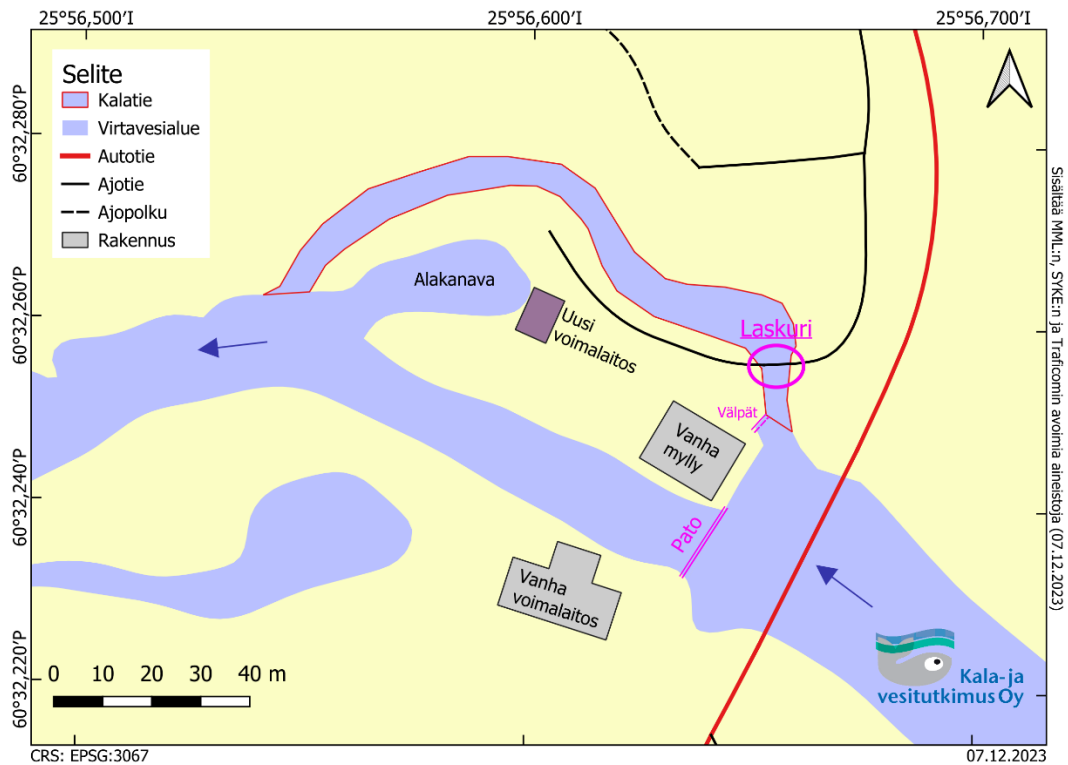 25°56,500'I
25°56,600'I
25°56,700'I
60°32,280'P
60°32,260'P
60°32,240'P
60°32,220'P
Selite
Kalatie
Virtavesialue
Autotie
Ajotie
Ajopolku
Rakennus
Alakanava
Uusi
voimalaitos
Laskuri
Välpät
Vanha
mylly
Pato
Vanha
voimalaitos
0 10 20 30 40 m
Kala- ja
vesitutkimus Oy
Sisältää MML:n, SYKE:n ja Traficomin avoimia aineistoja (07.12.2023)
CRS: EPSG:3067
07.12.2023